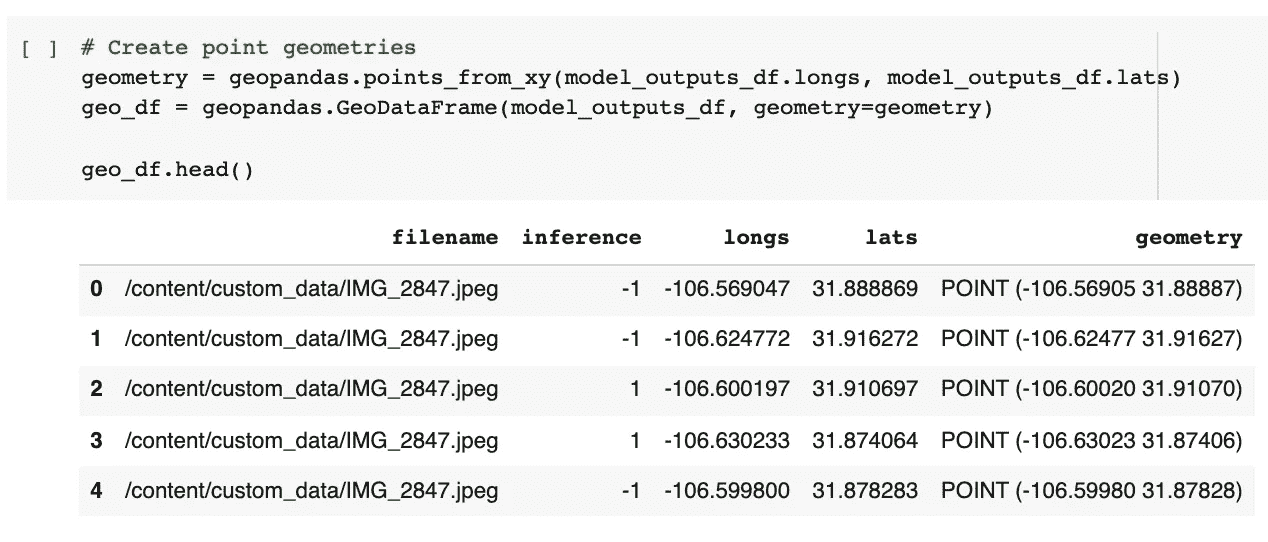 [ ] # Create point geometries
geometry = geopandas.points_from_xy(model_outputs_df.longs, model_outputs_df.lats)
geo_df = geopandas.GeoDataFrame(model_outputs_df, geometry=geometry)
geo_df.head()
filename inference longs lats geometry
0 /content/custom_data/IMG_2847.jpeg -1 -106.569047 31.888869 POINT (-106.56905 31.88887)
1 /content/custom_data/IMG_2847.jpeg -1 -106.624772 31.916272 POINT (-106.62477 31.91627)
2 /content/custom_data/IMG_2847.jpeg 1 -106.600197 31.910697 POINT (-106.60020 31.91070)
3 /content/custom_data/IMG_2847.jpeg 1 -106.630233 31.874064 POINT (-106.63023 31.87406)
4 /content/custom_data/IMG_2847.jpeg -1 -106.599800 31.878283 POINT (-106.59980 31.87828)